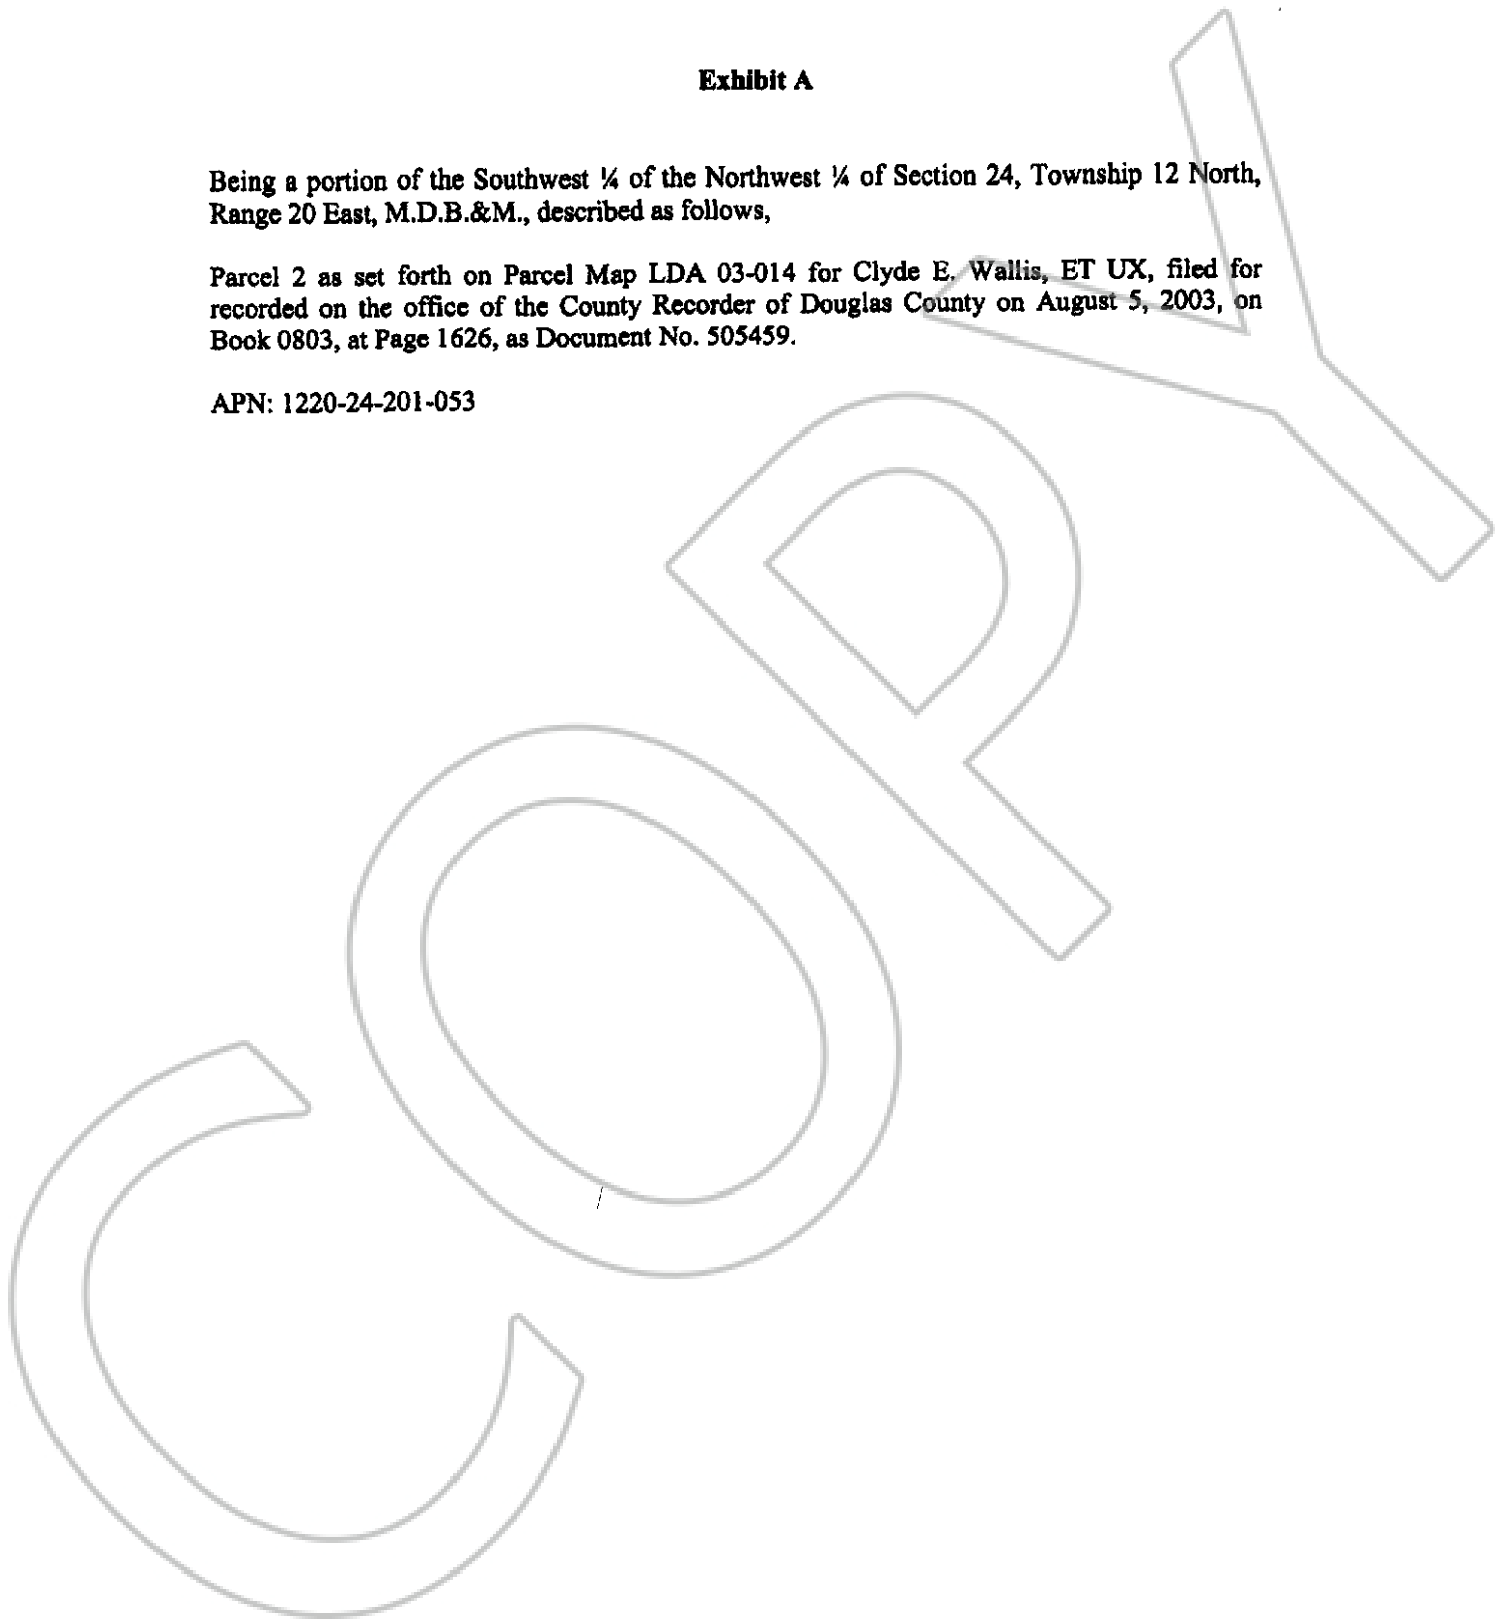 Exhibit A
Being a portion of the Southwest ¼ of the Northwest ¼ of Section 24, Township 12 North,
Range 20 East, M.D.B.&M., described as follows,
Parcel 2 as set forth on Parcel Map LDA 03-014 for Clyde E. Wallis, ET UX, filed for
recorded on the office of the County Recorder of Douglas County on August 5, 2003, on
Book 0803, at Page 1626, as Document No. 505459.
APN: 1220-24-201-053
COPY